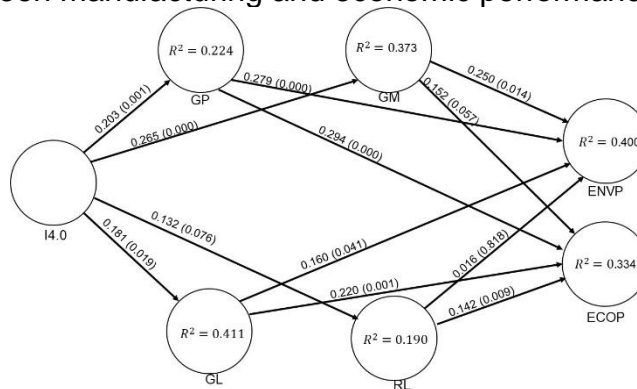 een manufacturing and economic performan
R² = 0.224
GP
R² = 0.373
GM
0.203 (0.001)
0.265 (0.000)
0.279 (0.000)
0.250 (0.014)
0.152 (0.057)
0.294 (0.000)
R² = 0.400
ENVP
I4.0
0.132 (0.076)
0.181 (0.019)
0.160 (0.041)
0.016 (0.818)
0.220 (0.001)
0.142 (0.009)
R² = 0.334
ECOP
R² = 0.411
GL
R² = 0.190
RL